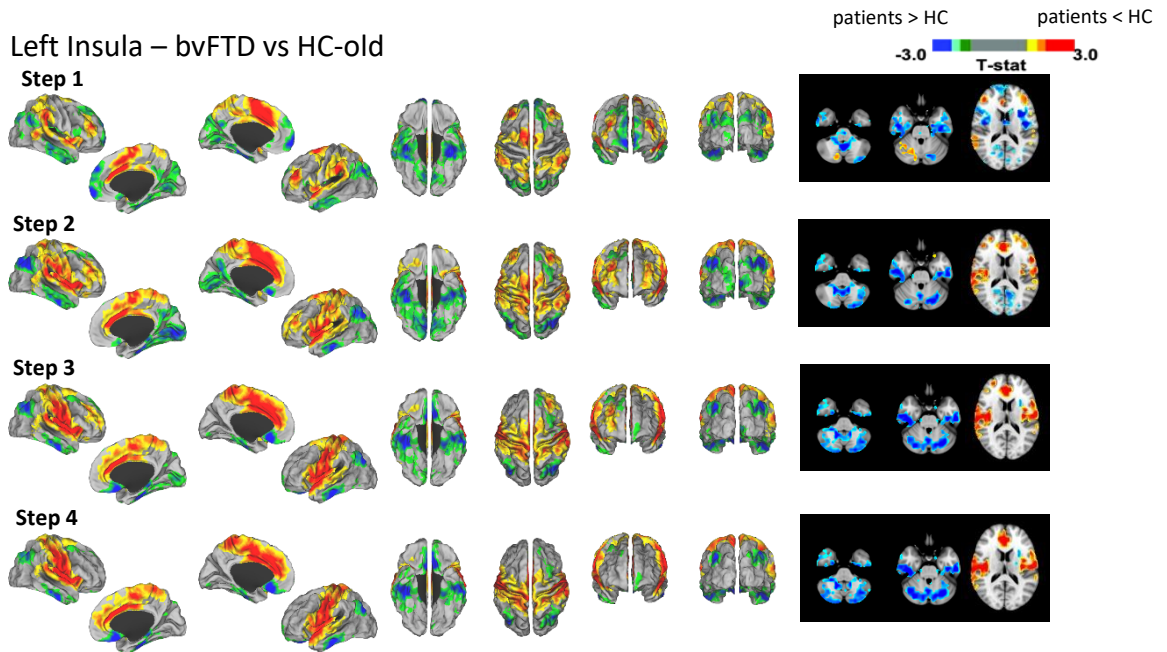 patients > HC
patients < HC
Left Insula – bvFTD vs HC-old
-3.0
3.0
T-stat
Step 1
Step 2
Step 3
Step 4